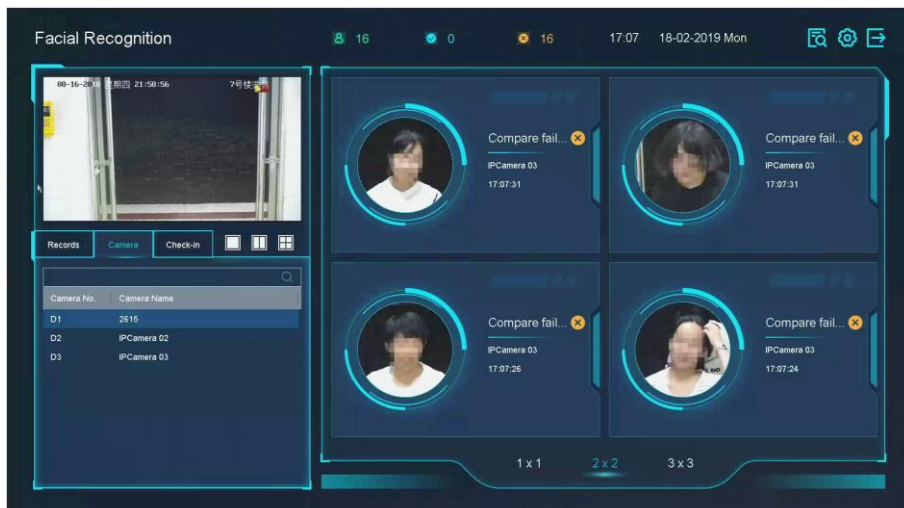 Facial Recognition
16
0
16
17:07 18-02-2019 Mon
期四 21:58:56
Records
Camera
Check-in
Camera No. Camera Name
D1 2615
D2 IPCamera 02
D3 IPCamera 03
Compare fail...
IPCamera 03
17:07:31
Compare fail...
IPCamera 03
17:07:31
Compare fail...
IPCamera 03
17:07:26
Compare fail...
IPCamera 03
17:07:24
1 x 1
2 x 2
3 x 3